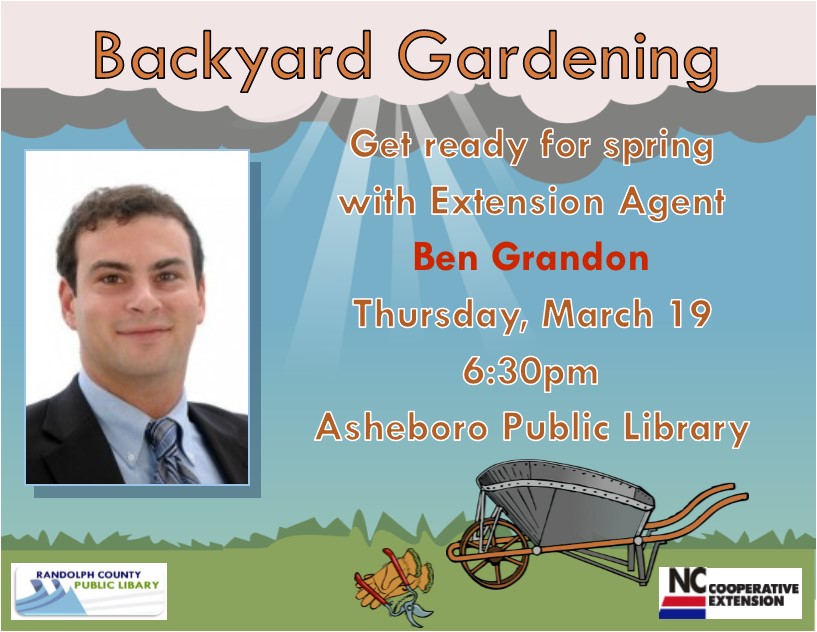 Backyard Gardening
Get ready for spring
with Extension Agent
Ben Grandon
Thursday, March 19
6:30pm
Asheboro Public Library
RANDOLPH COUNTY
PUBLIC LIBARY
NC COOPERATIVE
EXTENSION